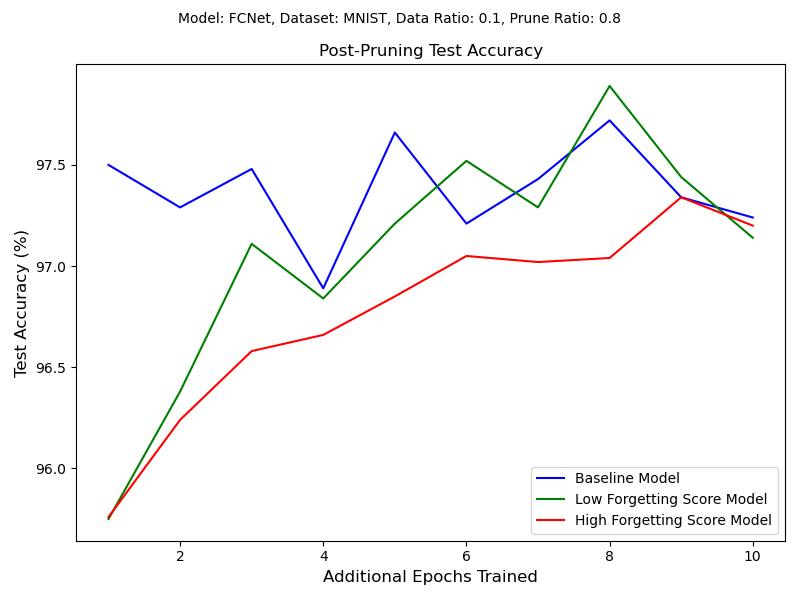 Model: FCNet, Dataset: MNIST, Data Ratio: 0.1, Prune Ratio: 0.8
Post-Pruning Test Accuracy
97.5
97.0
96.5
96.0
Test Accuracy (%)
Baseline Model
Low Forgetting Score Model
High Forgetting Score Model
2
4
6
8
10
Additional Epochs Trained